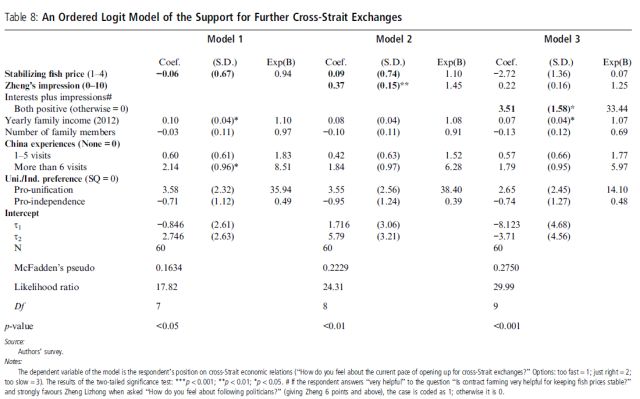 Table 8: An Ordered Logit Model of the Support for Further Cross-Strait Exchanges
Model 1 Model 2 Model 3
Coef. (S.D.) Exp(B) Coef. (S.D.) Exp(B) Coef. (S.D.) Exp(B)
Stabilizing fish price (1–4) −0.06 (0.67) 0.94 0.09 (0.74) 1.10 −2.72 (1.36) 0.07
Zheng's impression (0–10) 0.37 (0.15)** 1.45 0.22 (0.16) 1.25
Interests plus impressions#
Both positive (otherwise = 0) 3.51 (1.58)* 33.44
Yearly family income (2012) 0.10 (0.04)* 1.10 0.08 (0.04) 1.08 0.07 (0.04)* 1.07
Number of family members −0.03 (0.11) 0.97 −0.10 (0.11) 0.91 −0.13 (0.12) 0.69
China experiences (None = 0)
1–5 visits 0.60 (0.61) 1.83 0.42 (0.63) 1.52 0.57 (0.66) 1.77
More than 6 visits 2.14 (0.96)* 8.51 1.84 (0.97) 6.28 1.79 (0.95) 5.97
Uni./Ind. preference (SQ = 0)
Pro-unification 3.58 (2.32) 35.94 3.55 (2.56) 38.40 2.65 (2.45) 14.10
Pro-independence −0.71 (1.12) 0.49 −0.95 (1.24) 0.39 −0.74 (1.27) 0.48
Intercept
τ1 −0.846 (2.61) 1.716 (3.06) −8.123 (4.68)
τ2 2.746 (2.63) 5.79 (3.21) −3.71 (4.56)
N 60 60 60
McFadden's pseudo 0.1634 0.2229 0.2750
Likelihood ratio 17.82 24.31 29.99
Df 7 8 9
p-value <0.05 <0.01 <0.001
Source:
Authors' survey.
Notes:
The dependent variable of the model is the respondent's position on cross-Strait economic relations ("How do you feel about the current pace of opening up for cross-Strait exchanges?" Options: too fast = 1; just right = 2;
too slow = 3). The results of the two-tailed significance test: ***p < 0.001; **p < 0.01; *p < 0.05. # If the respondent answers "very helpful" to the question "is contract farming very helpful for keeping fish prices stable?"
and strongly favours Zheng Lizhong when asked "How do you feel about following politicians?" (giving Zheng 6 points and above), the case is coded as 1; otherwise it is 0.